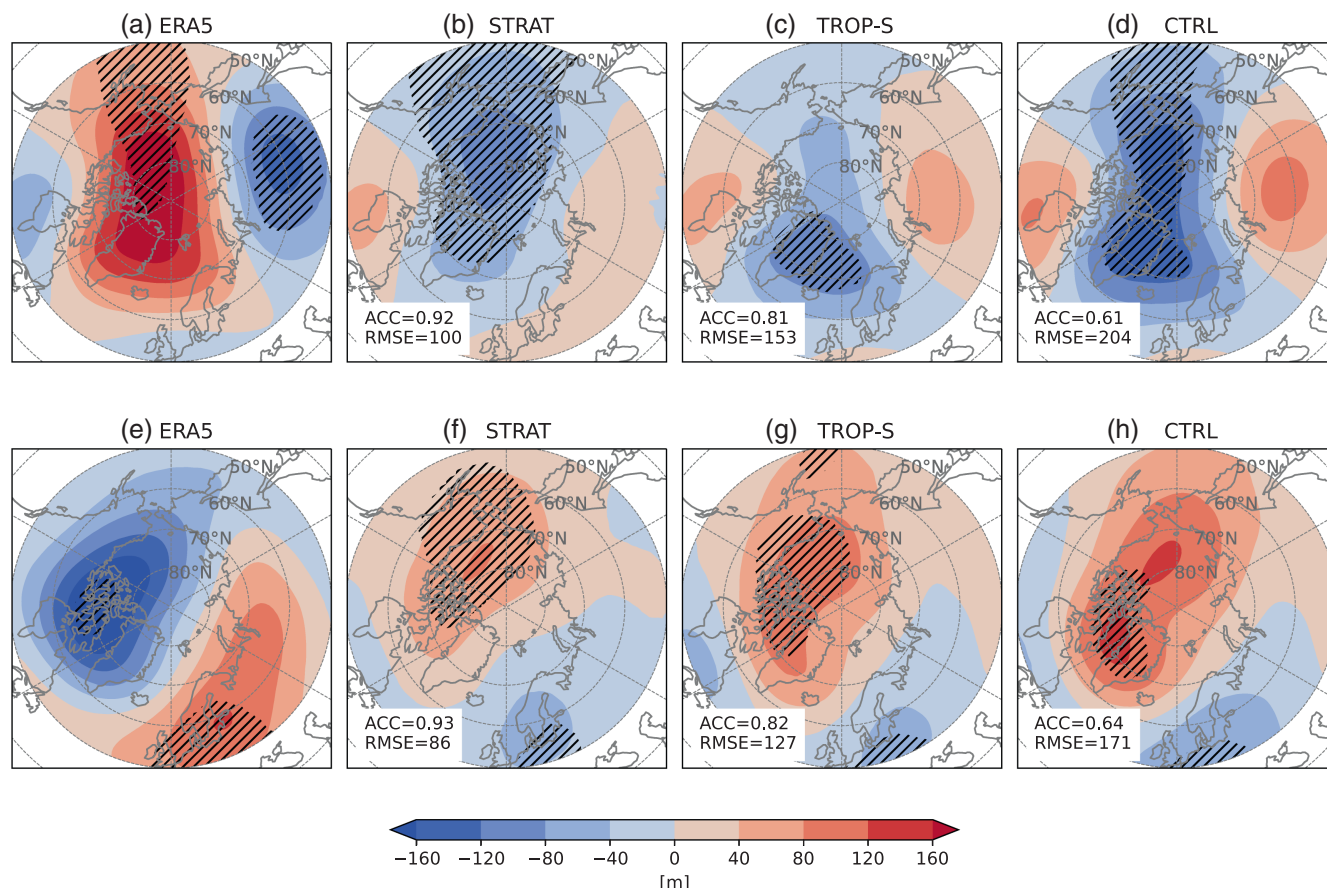 (a) ERA5
(b) STRAT
(c) TROP-S
(d) CTRL
50°N
60°N
70°N
80°N
50°N
60°N
70°N
80°N
ACC=0.92
RMSE=100
50°N
60°N
70°N
80°N
ACC=0.81
RMSE=153
50°N
60°N
70°N
80°N
ACC=0.61
RMSE=204
(e) ERA5
(f) STRAT
(g) TROP-S
(h) CTRL
50°N
60°N
70°N
80°N
50°N
60°N
70°N
80°N
ACC=0.93
RMSE=86
50°N
60°N
70°N
80°N
ACC=0.82
RMSE=127
50°N
60°N
70°N
80°N
ACC=0.64
RMSE=171
−160 −120 −80 −40 0 40 80 120 160
[m]